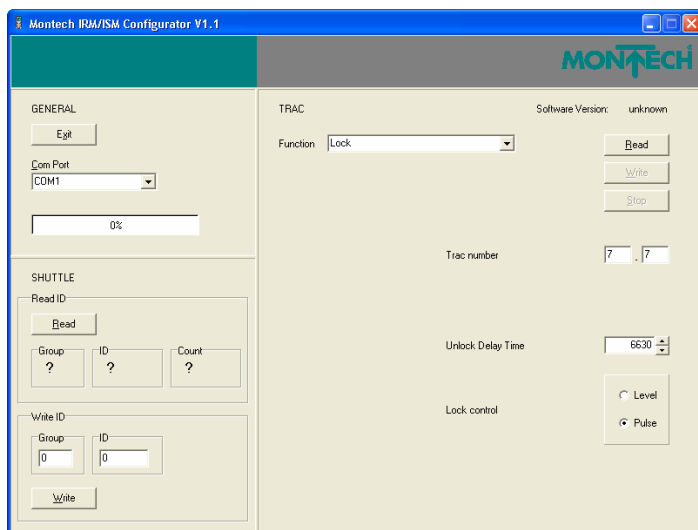 Montech IRM/ISM Configurator V1.1
MONTECH
GENERAL
Exit
Com Port
COM1
0%
SHUTTLE
Read ID
Read
Group ID Count
? ? ?
Write ID
Group ID
0 0
Write
TRAC Software Version: unknown
Function Lock Read
Write
Stop
Trac number 7 . 7
Unlock Delay Time 6630
Lock control
Level
Pulse